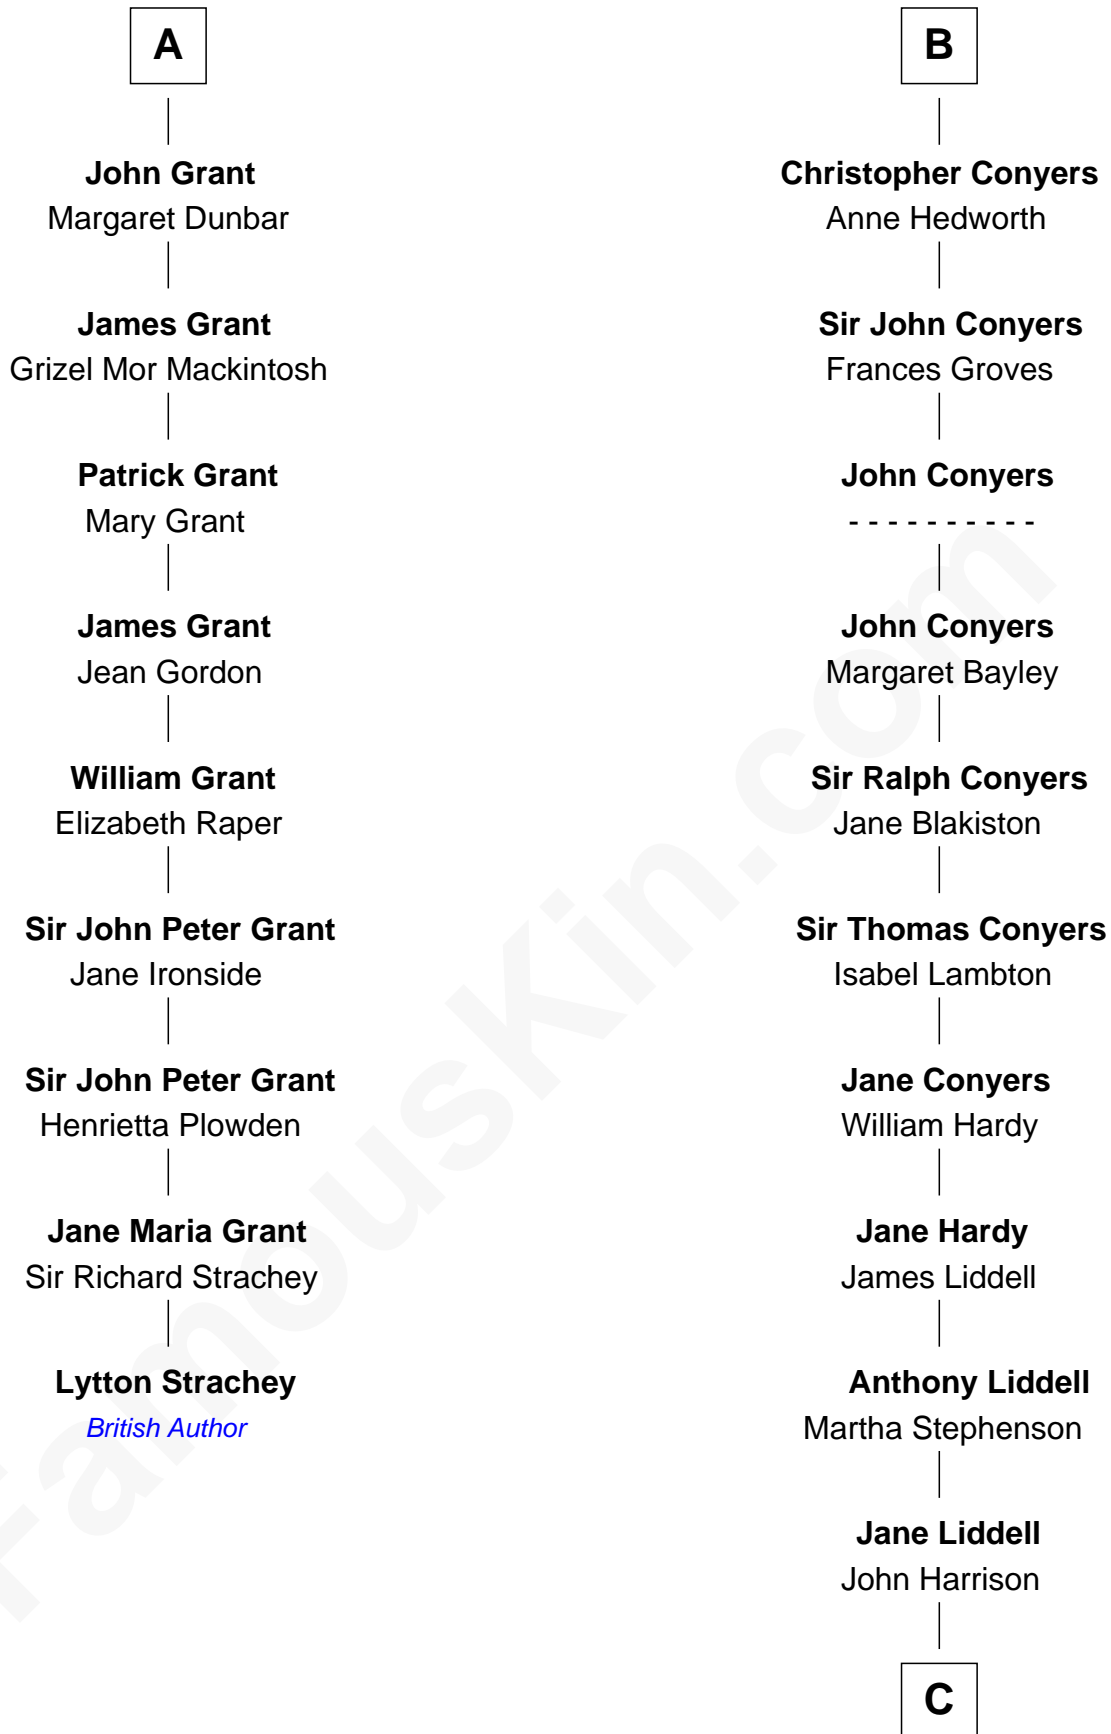 A
John Grant
Margaret Dunbar
James Grant
Grizel Mor Mackintosh
Patrick Grant
Mary Grant
James Grant
Jean Gordon
William Grant
Elizabeth Raper
Sir John Peter Grant
Jane Ironside
Sir John Peter Grant
Henrietta Plowden
Jane Maria Grant
Sir Richard Strachey
Lytton Strachey
British Author
B
Christopher Conyers
Anne Hedworth
Sir John Conyers
Frances Groves
John Conyers
- - - - - - - - - -
John Conyers
Margaret Bayley
Sir Ralph Conyers
Jane Blakiston
Sir Thomas Conyers
Isabel Lambton
Jane Conyers
William Hardy
Jane Hardy
James Liddell
Anthony Liddell
Martha Stephenson
Jane Liddell
John Harrison
C
FamousKin.com